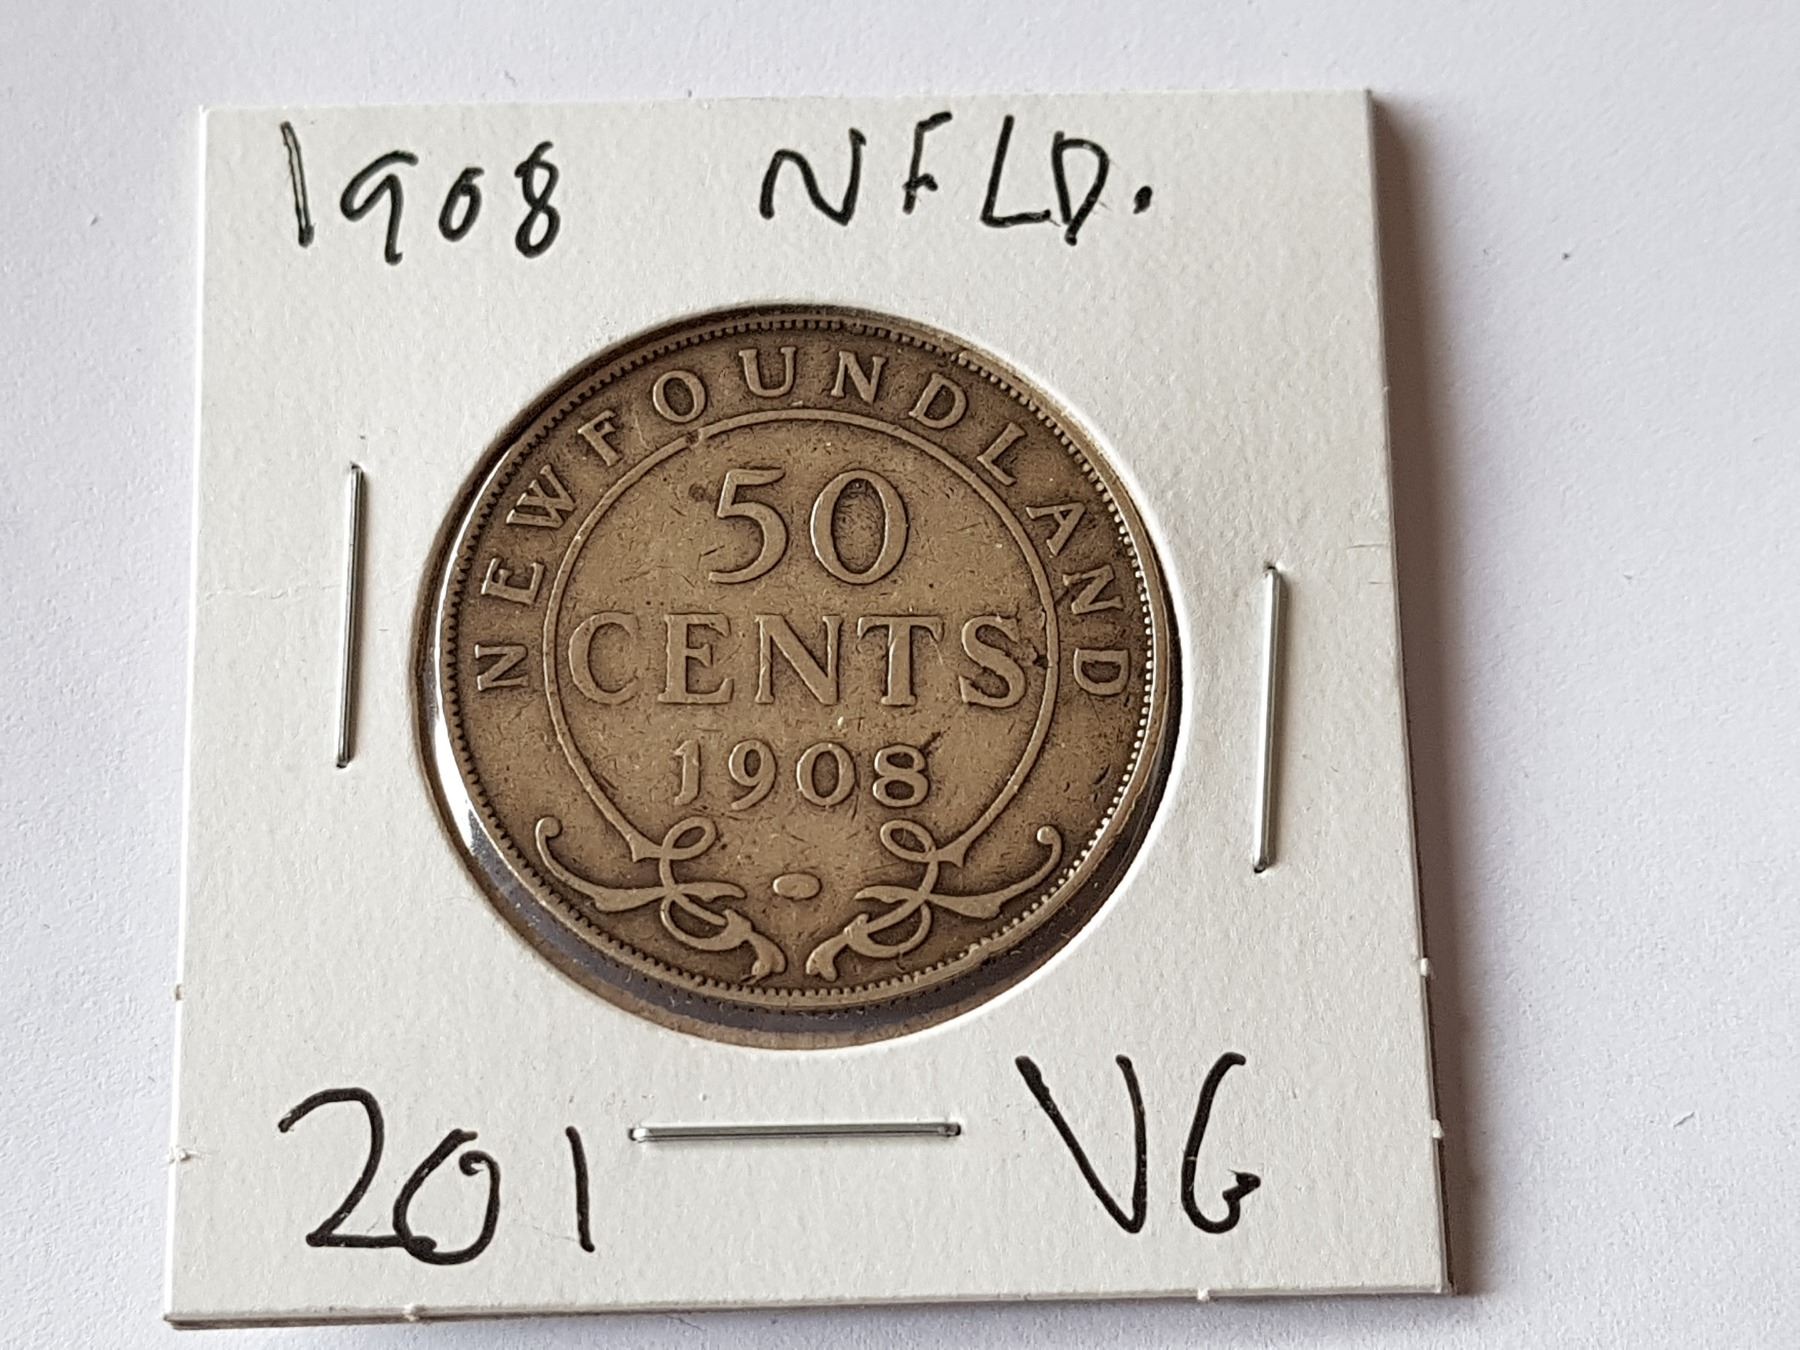 1908 NFLD.
NEWFOUNDLAND
50
CENTS
1908
201 VG